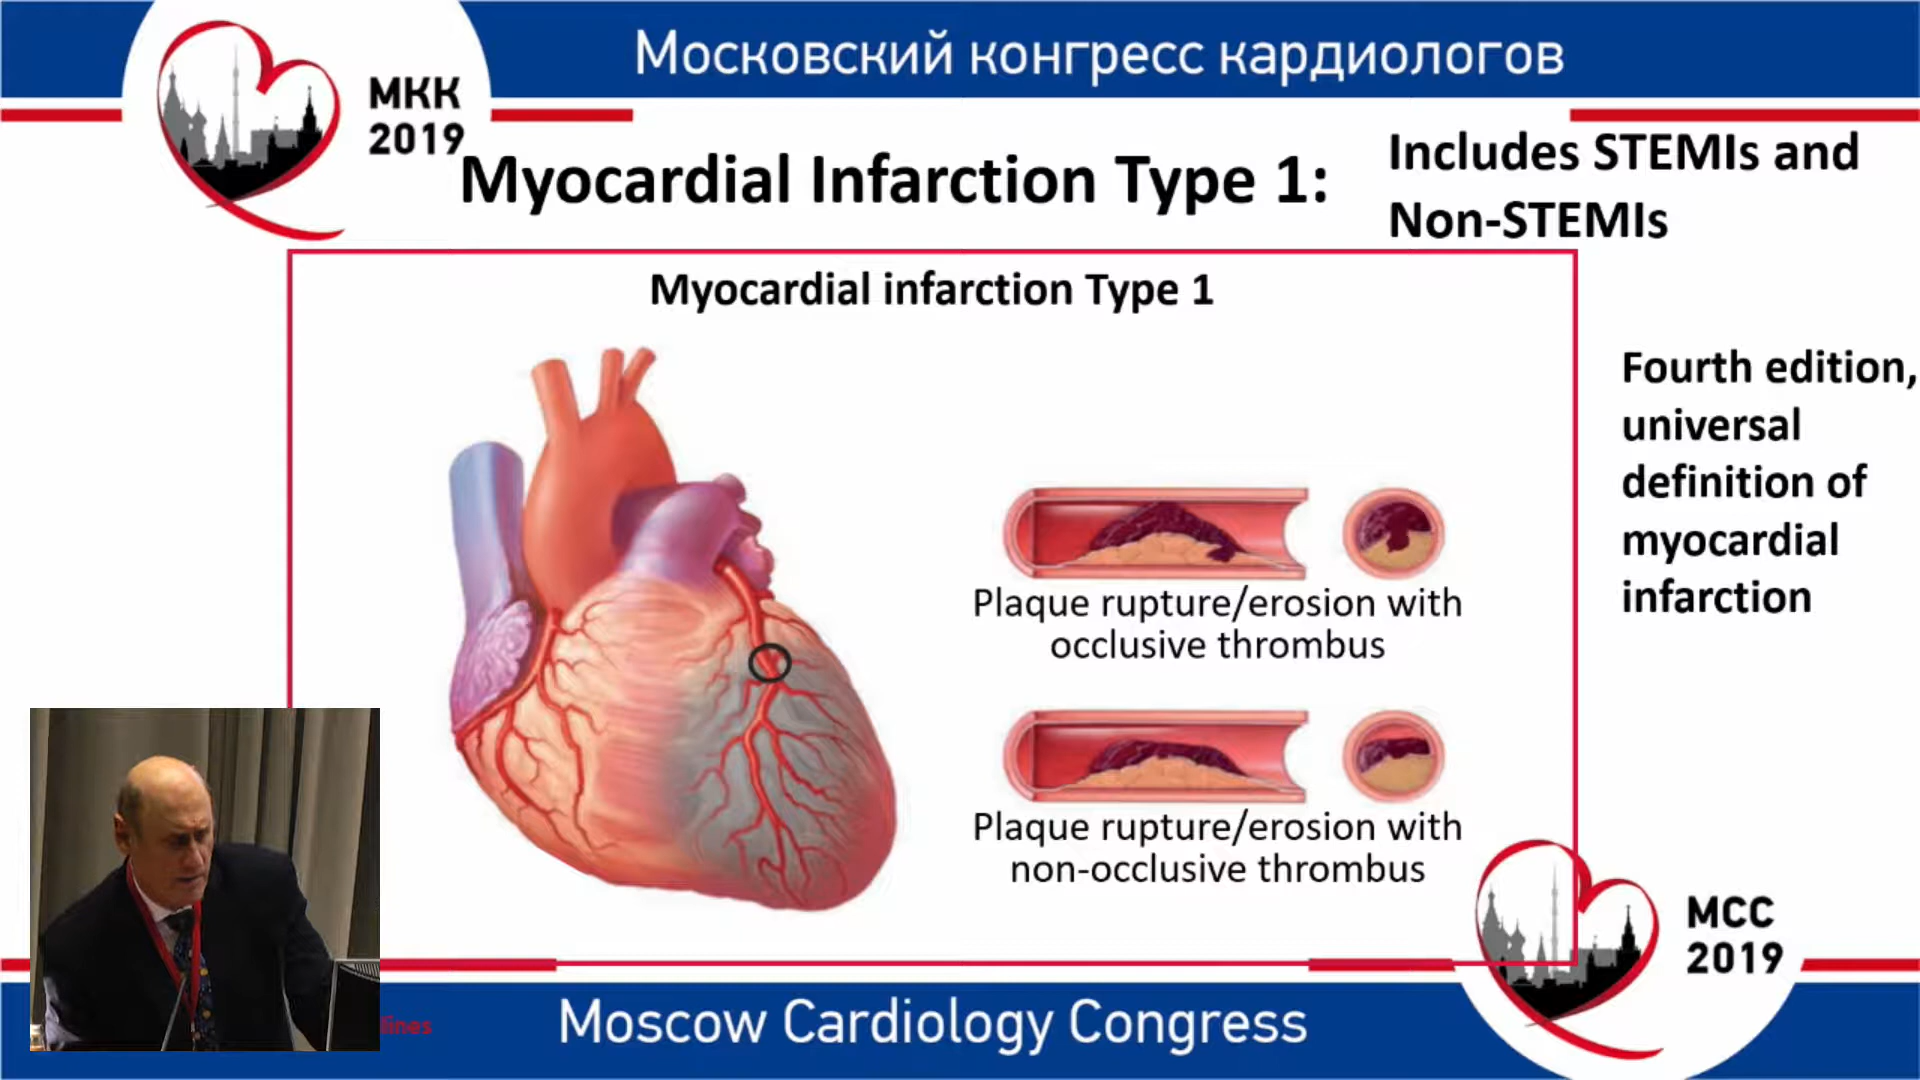 Московский конгресс кардиологов
МКК
2019
Myocardial Infarction Type 1:
Includes STEMIs and
Non-STEMIs
Myocardial infarction Type 1
Fourth edition,
universal
definition of
myocardial
infarction
Plaque rupture/erosion with
occlusive thrombus
Plaque rupture/erosion with
non-occlusive thrombus
MCC
2019
lines
Moscow Cardiology Congress